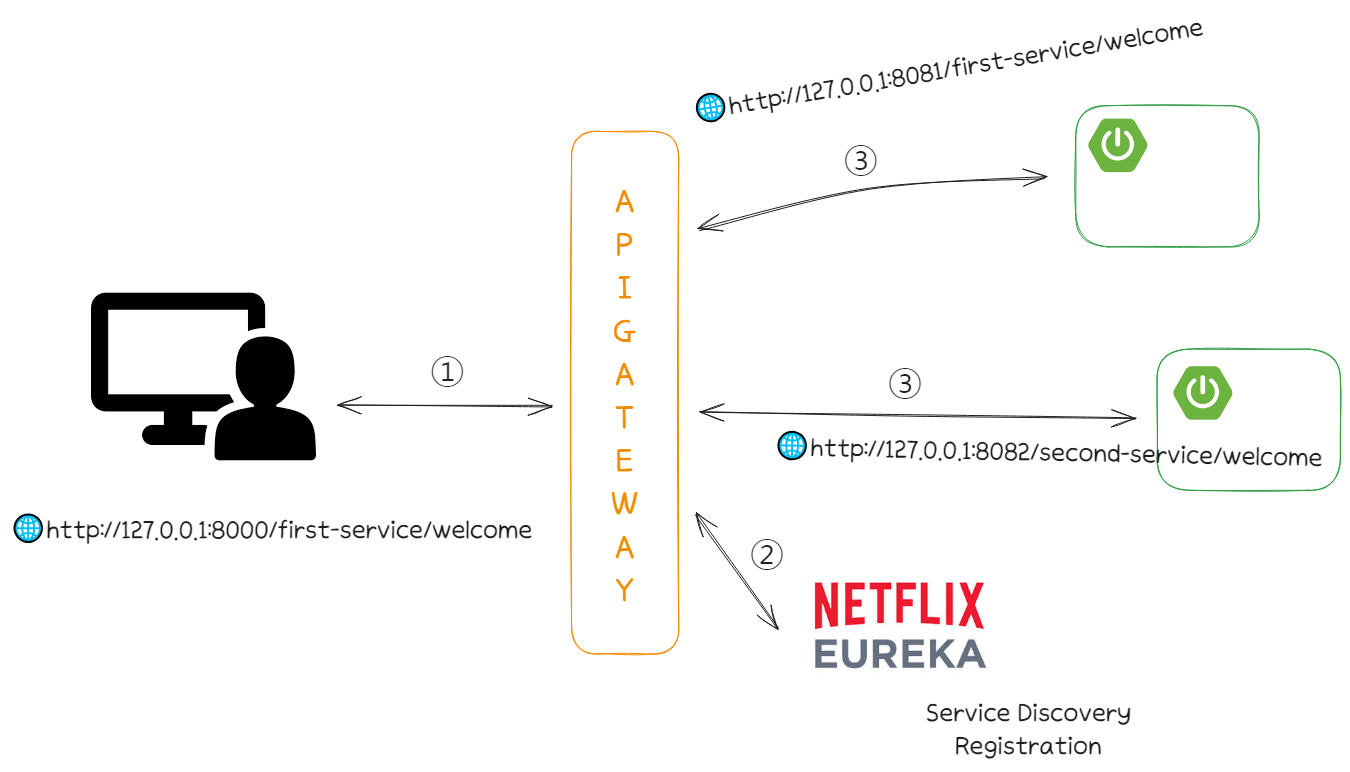 http://127.0.0.1:8081/first-service/welcome
③
A
P
I
G
A
T
E
W
A
Y
①
③
http://127.0.0.1:8082/second-service/welcome
http://127.0.0.1:8000/first-service/welcome
②
NETFLIX
EUREKA
Service Discovery
Registration